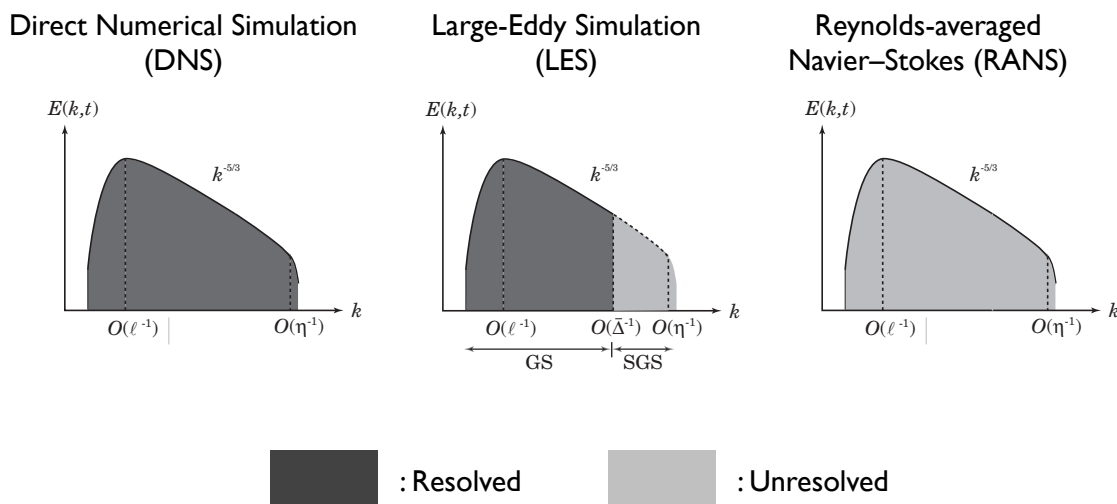 Direct Numerical Simulation
(DNS)
E(k,t)
k^-5/3
k
O(ℓ^-1)
O(η^-1)
Large-Eddy Simulation
(LES)
E(k,t)
k^-5/3
k
O(ℓ^-1)
O(Δ̄^-1)
O(η^-1)
GS
SGS
Reynolds-averaged
Navier–Stokes (RANS)
E(k,t)
k^-5/3
k
O(ℓ^-1)
O(η^-1)
: Resolved
: Unresolved